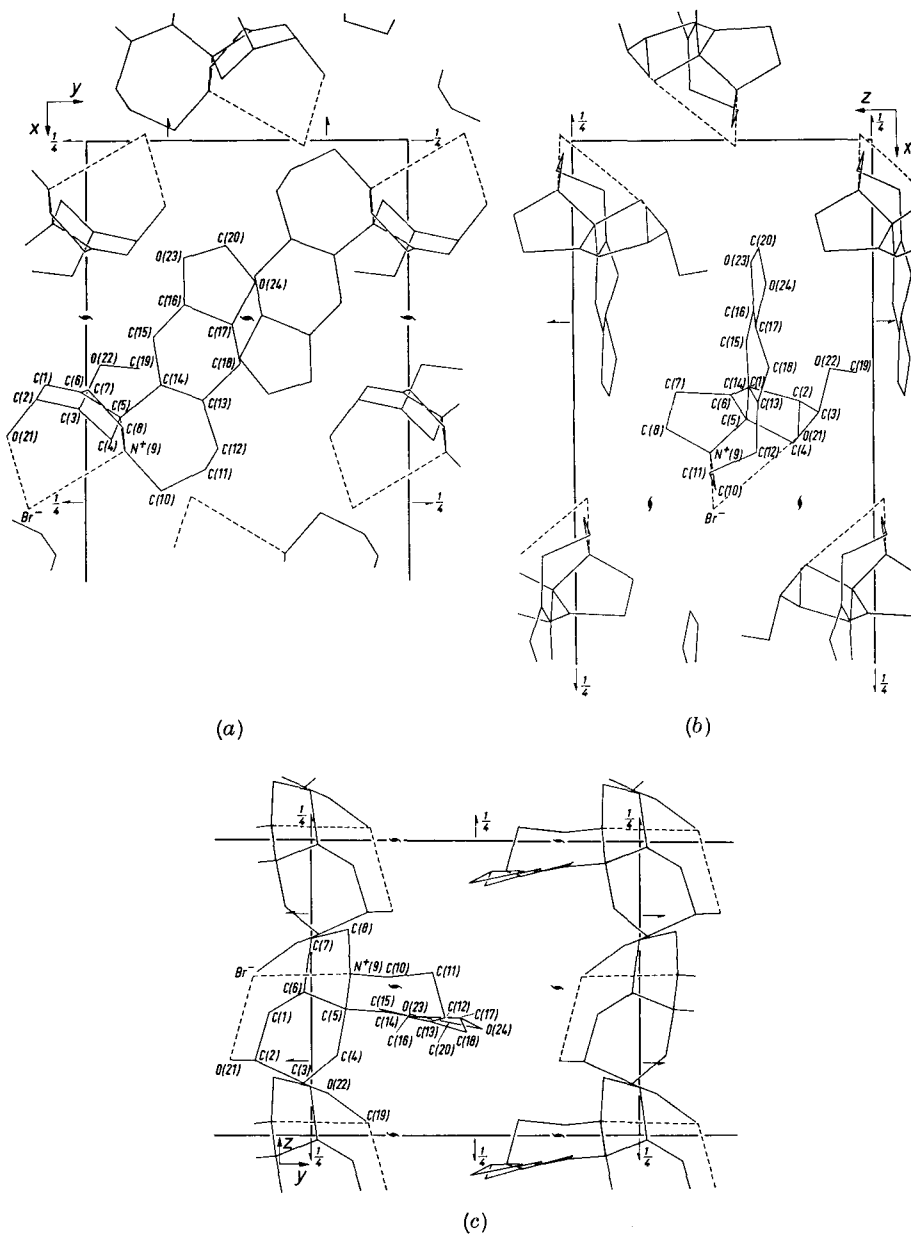 y
x
1/4
1/4
C(20)
O(23)
O(24)
C(16)
C(17)
C(15)
C(18)
O(22)
C(19)
C(1)
C(6)
C(7)
C(14)
C(2)
C(3)
C(5)
C(13)
C(8)
O(21)
C(4)
N⁺(9)
C(12)
C(11)
C(10)
1/4
1/4
Br⁻
(a)
1/4
z
1/4
x
C(20)
O(23)
O(24)
C(16)
C(17)
C(15)
C(18)
O(22)
C(19)
C(7)
C(14)
C(1)
C(6)
C(13)
C(2)
C(3)
C(5)
O(21)
C(8)
C(4)
N⁺(9)
C(12)
C(11)
C(10)
Br⁻
1/4
1/4
(b)
1/4
1/4
1/4
C(8)
C(7)
Br⁻
N⁺(9)
C(10)
C(11)
C(6)
C(15)
O(23)
C(12)
C(17)
C(1)
C(5)
C(14)
C(13)
O(24)
C(16)
C(18)
C(20)
O(21)
C(2)
C(3)
C(4)
O(22)
C(19)
z
y
1/4
1/4
1/4
(c)